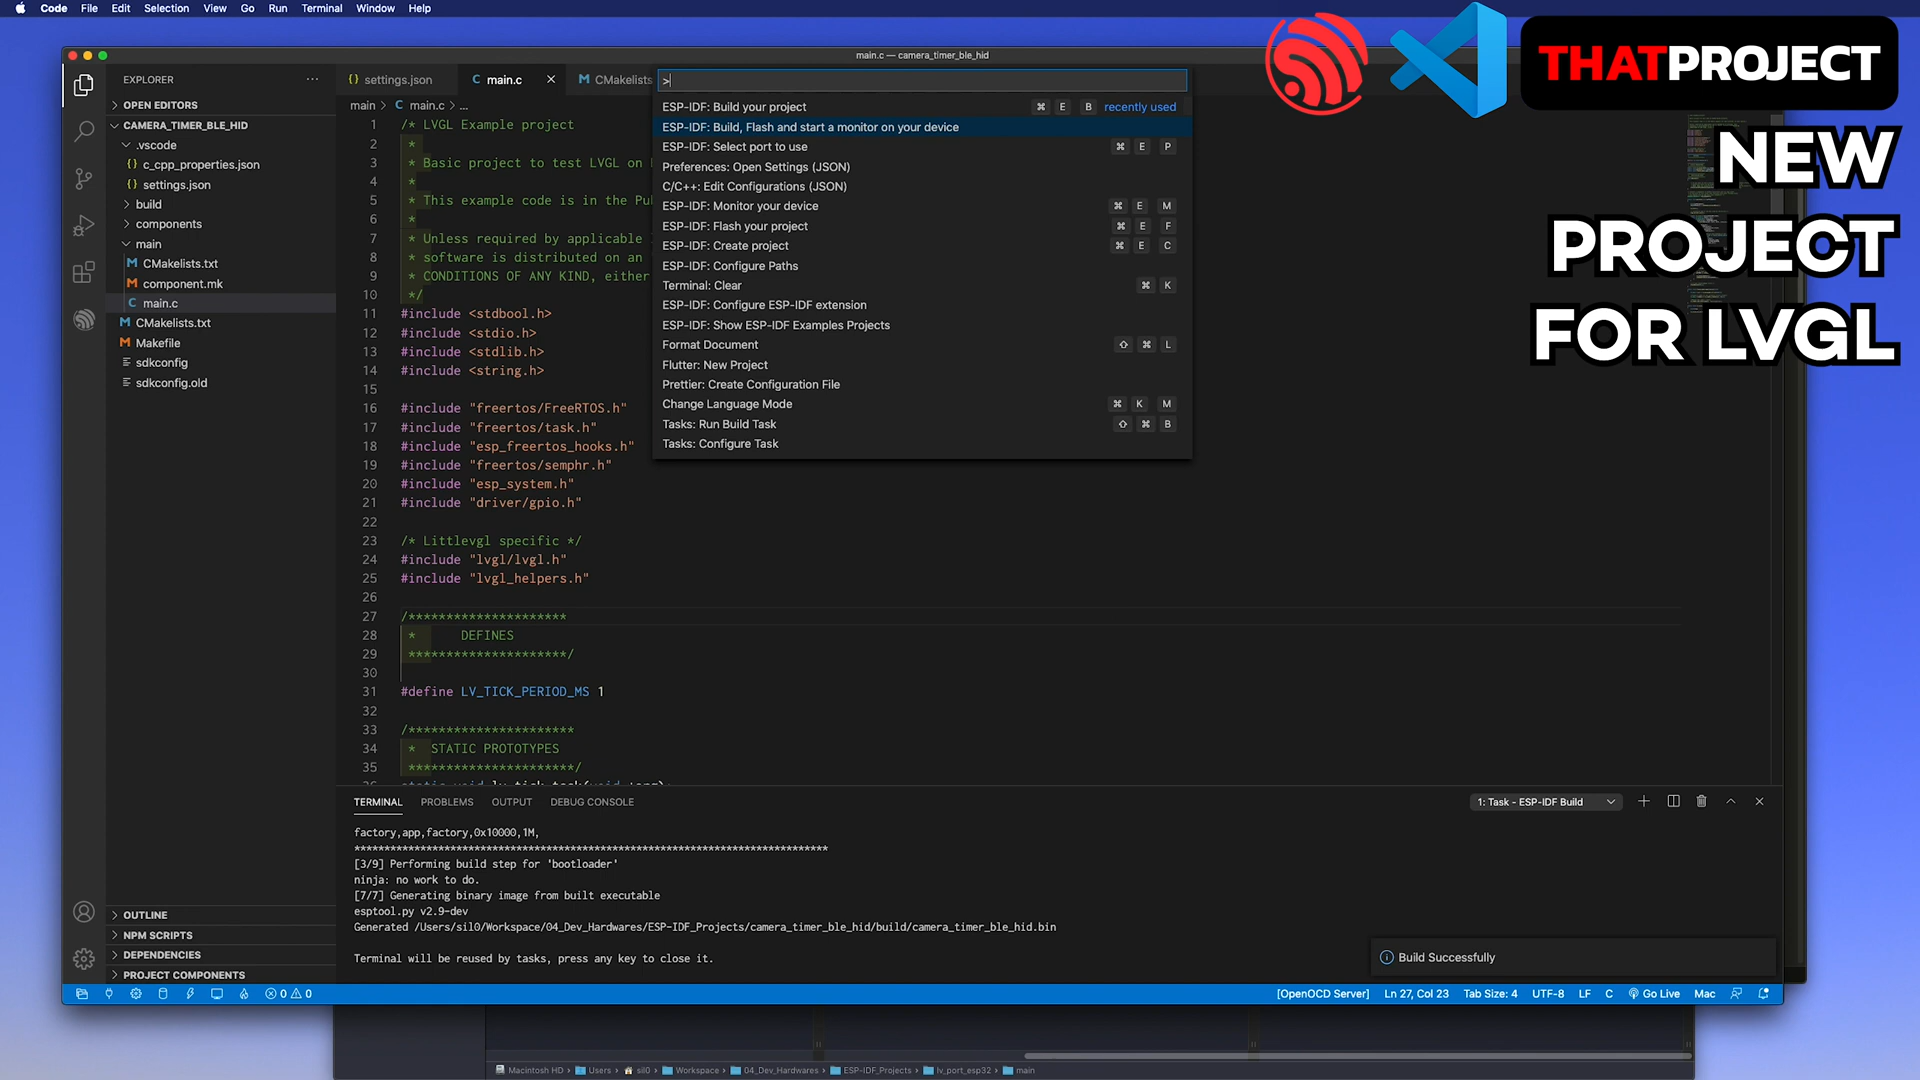 Code File Edit Selection View Go Run Terminal Window Help
main.c — camera_timer_ble_hid
THATPROJECT
NEW
PROJECT
FOR LVGL
EXPLORER
OPEN EDITORS
CAMERA_TIMER_BLE_HID
.vscode
{} c_cpp_properties.json
{} settings.json
build
components
main
M CMakelists.txt
M component.mk
C main.c
M CMakelists.txt
M Makefile
sdkconfig
sdkconfig.old
OUTLINE
NPM SCRIPTS
DEPENDENCIES
PROJECT COMPONENTS
{} settings.json C main.c M CMakelists
main > C main.c > ...
>
ESP-IDF: Build your project ⌘ E B recently used
ESP-IDF: Build, Flash and start a monitor on your device
ESP-IDF: Select port to use ⌘ E P
Preferences: Open Settings (JSON)
C/C++: Edit Configurations (JSON)
ESP-IDF: Monitor your device ⌘ E M
ESP-IDF: Flash your project ⌘ E F
ESP-IDF: Create project ⌘ E C
ESP-IDF: Configure Paths
Terminal: Clear ⌘ K
ESP-IDF: Configure ESP-IDF extension
ESP-IDF: Show ESP-IDF Examples Projects
Format Document ⇧ ⌘ L
Flutter: New Project
Prettier: Create Configuration File
Change Language Mode ⌘ K M
Tasks: Run Build Task ⇧ ⌘ B
Tasks: Configure Task
1 /* LVGL Example project
2 *
3 * Basic project to test LVGL on
4 *
5 * This example code is in the Pu
6 *
7 * Unless required by applicable
8 * software is distributed on an
9 * CONDITIONS OF ANY KIND, either
10 */
11 #include <stdbool.h>
12 #include <stdio.h>
13 #include <stdlib.h>
14 #include <string.h>
15
16 #include "freertos/FreeRTOS.h"
17 #include "freertos/task.h"
18 #include "esp_freertos_hooks.h"
19 #include "freertos/semphr.h"
20 #include "esp_system.h"
21 #include "driver/gpio.h"
22
23 /* Littlevgl specific */
24 #include "lvgl/lvgl.h"
25 #include "lvgl_helpers.h"
26
27 /*********************
28 * DEFINES
29 *********************/
30
31 #define LV_TICK_PERIOD_MS 1
32
33 /**********************
34 * STATIC PROTOTYPES
35 **********************/
TERMINAL PROBLEMS OUTPUT DEBUG CONSOLE 1: Task - ESP-IDF Build
factory,app,factory,0x10000,1M,
*******************************************************************************
[3/9] Performing build step for 'bootloader'
ninja: no work to do.
[7/7] Generating binary image from built executable
esptool.py v2.9-dev
Generated /Users/sil0/Workspace/04_Dev_Hardwares/ESP-IDF_Projects/camera_timer_ble_hid/build/camera_timer_ble_hid.bin
Terminal will be reused by tasks, press any key to close it.
Build Successfully
0 0 [OpenOCD Server] Ln 27, Col 23 Tab Size: 4 UTF-8 LF C Go Live Mac
Macintosh HD > Users > sil0 > Workspace > 04_Dev_Hardwares > ESP-IDF_Projects > lv_port_esp32 > main